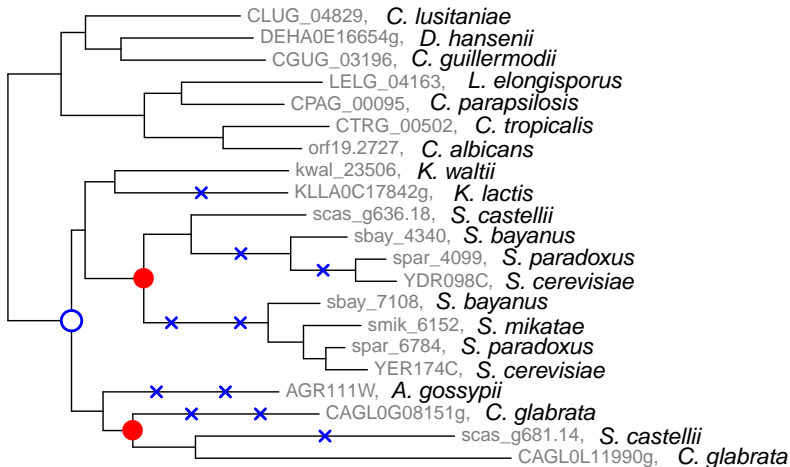 CLUG_04829, C. lusitaniae
DEHA0E16654g, D. hansenii
CGUG_03196, C. guillermodii
LELG_04163, L. elongisporus
CPAG_00095, C. parapsilosis
CTRG_00502, C. tropicalis
orf19.2727, C. albicans
kwal_23506, K. waltii
KLLA0C17842g, K. lactis
scas_g636.18, S. castellii
sbay_4340, S. bayanus
spar_4099, S. paradoxus
YDR098C, S. cerevisiae
sbay_7108, S. bayanus
smik_6152, S. mikatae
spar_6784, S. paradoxus
YER174C, S. cerevisiae
AGR111W, A. gossypii
CAGL0G08151g, C. glabrata
scas_g681.14, S. castellii
CAGL0L11990g, C. glabrata